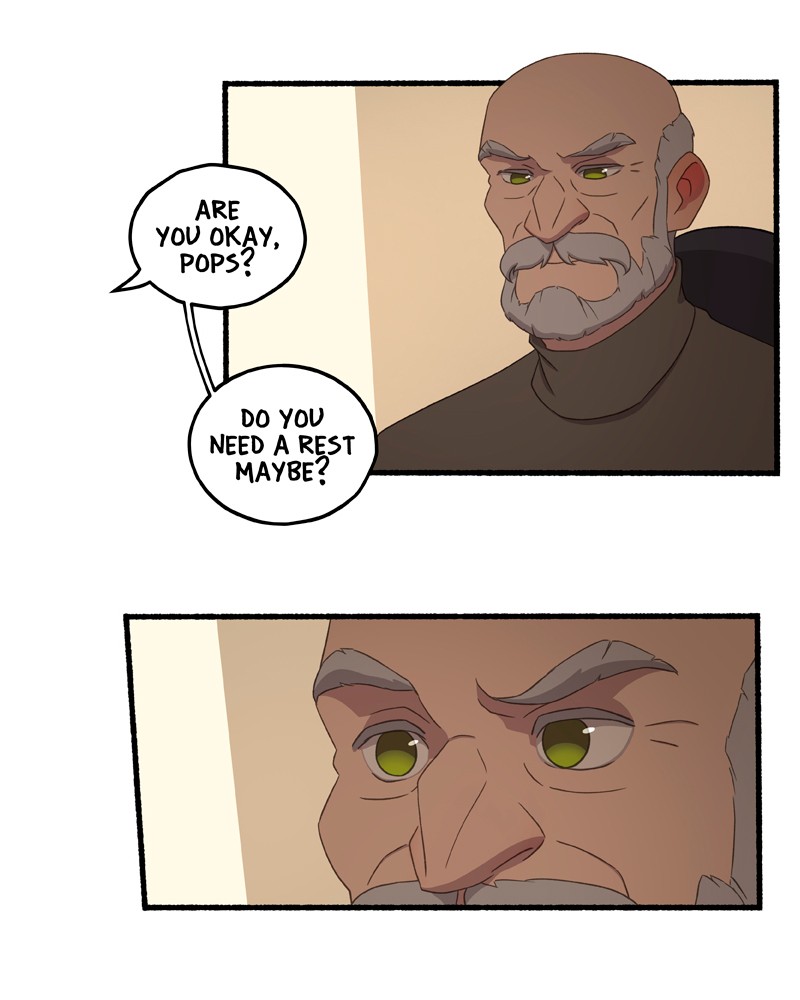 ARE
YOU OKAY,
POPS?
DO YOU
NEED A REST
MAYBE?